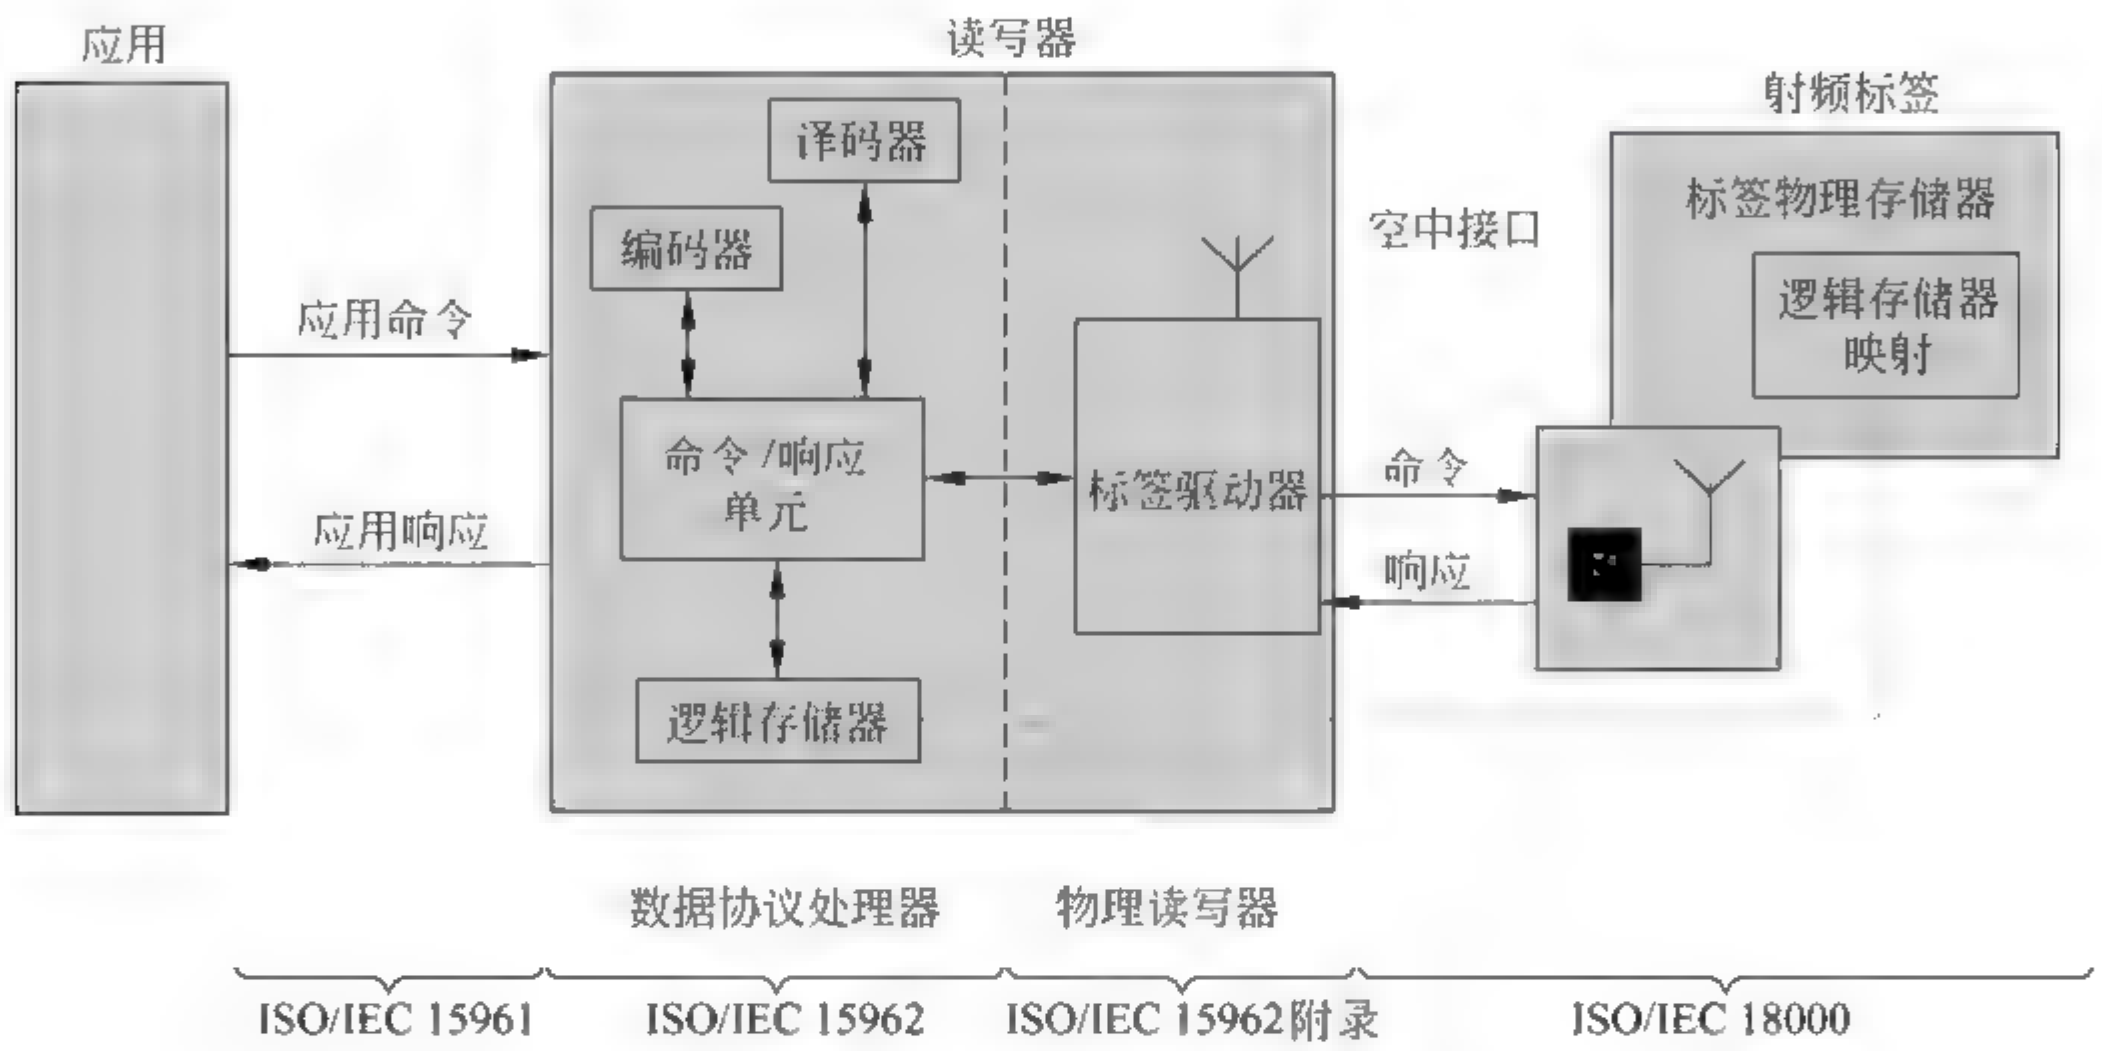 应用
读写器
射频标签
译码器
标签物理存储器
编码器
空中接口
逻辑存储器
映射
应用命令
命令/响应
单元
标签驱动器
命令
应用响应
响应
逻辑存储器
数据协议处理器
物理读写器
ISO/IEC 15961
ISO/IEC 15962
ISO/IEC 15962附录
ISO/IEC 18000